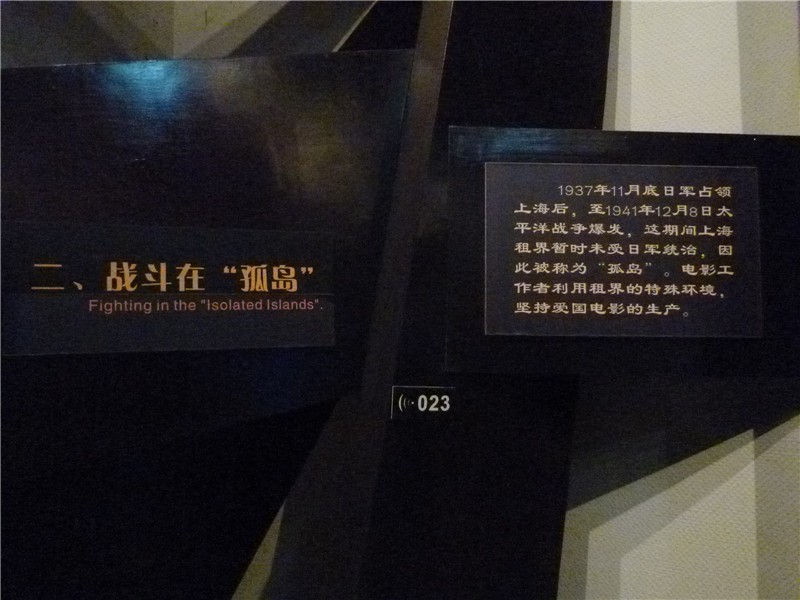 二、战斗在“孤岛”
Fighting in the "Isolated Islands".
1937年11月底日军占领
上海后，至1941年12月8日太
平洋战争爆发，这期间上海
租界暂时未受日军统治，因
此被称为“孤岛”。电影工
作者利用租界的特殊环境，
坚持爱国电影的生产。
023